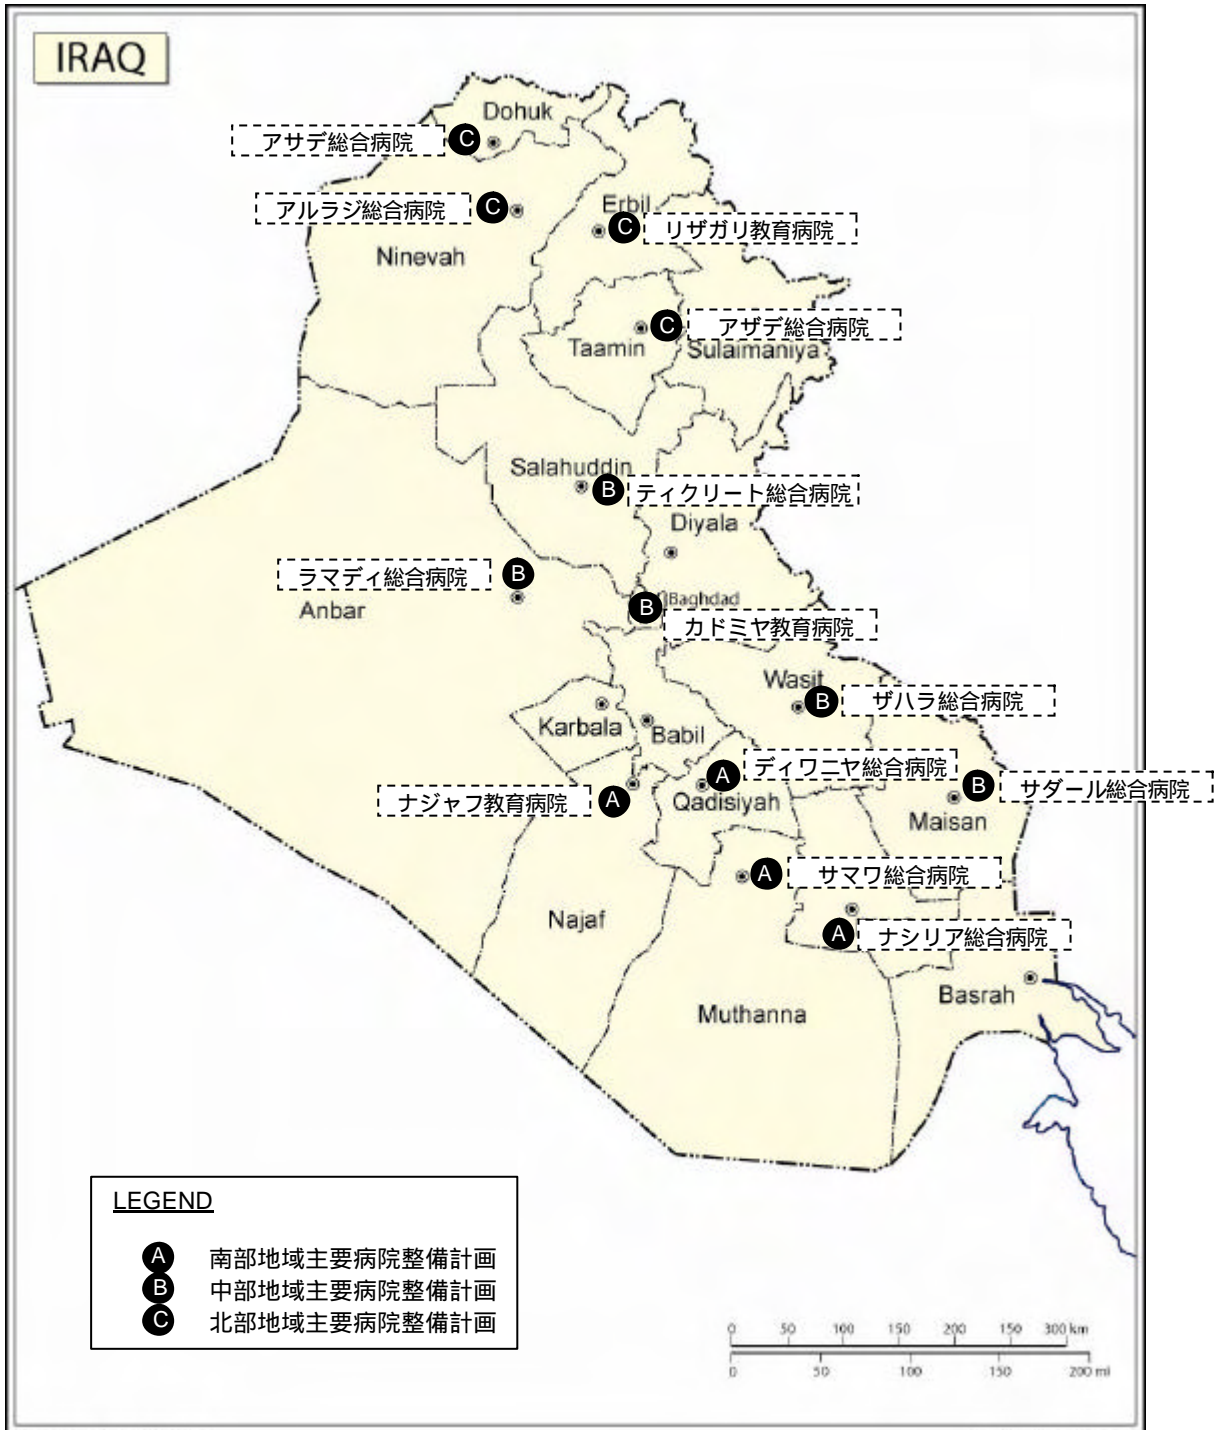 IRAQ
Dohuk
アサデ総合病院 C
アルラジ総合病院 C
Erbil
C リザガリ教育病院
Ninevah
C アザデ総合病院
Taamin
Sulaimaniya
Salahuddin
B ティクリート総合病院
Diyala
ラマディ総合病院 B
Anbar
B Baghdad
カドミヤ教育病院
Wasit
B ザハラ総合病院
Karbala
Babil
A ディワニヤ総合病院
ナジャフ教育病院 A
Qadisiyah
B サダール総合病院
Maisan
A サマワ総合病院
Najaf
A ナシリア総合病院
Basrah
Muthanna
LEGEND
A 南部地域主要病院整備計画
B 中部地域主要病院整備計画
C 北部地域主要病院整備計画
0 50 100 150 200 150 300 km
0 50 100 150 200 mi